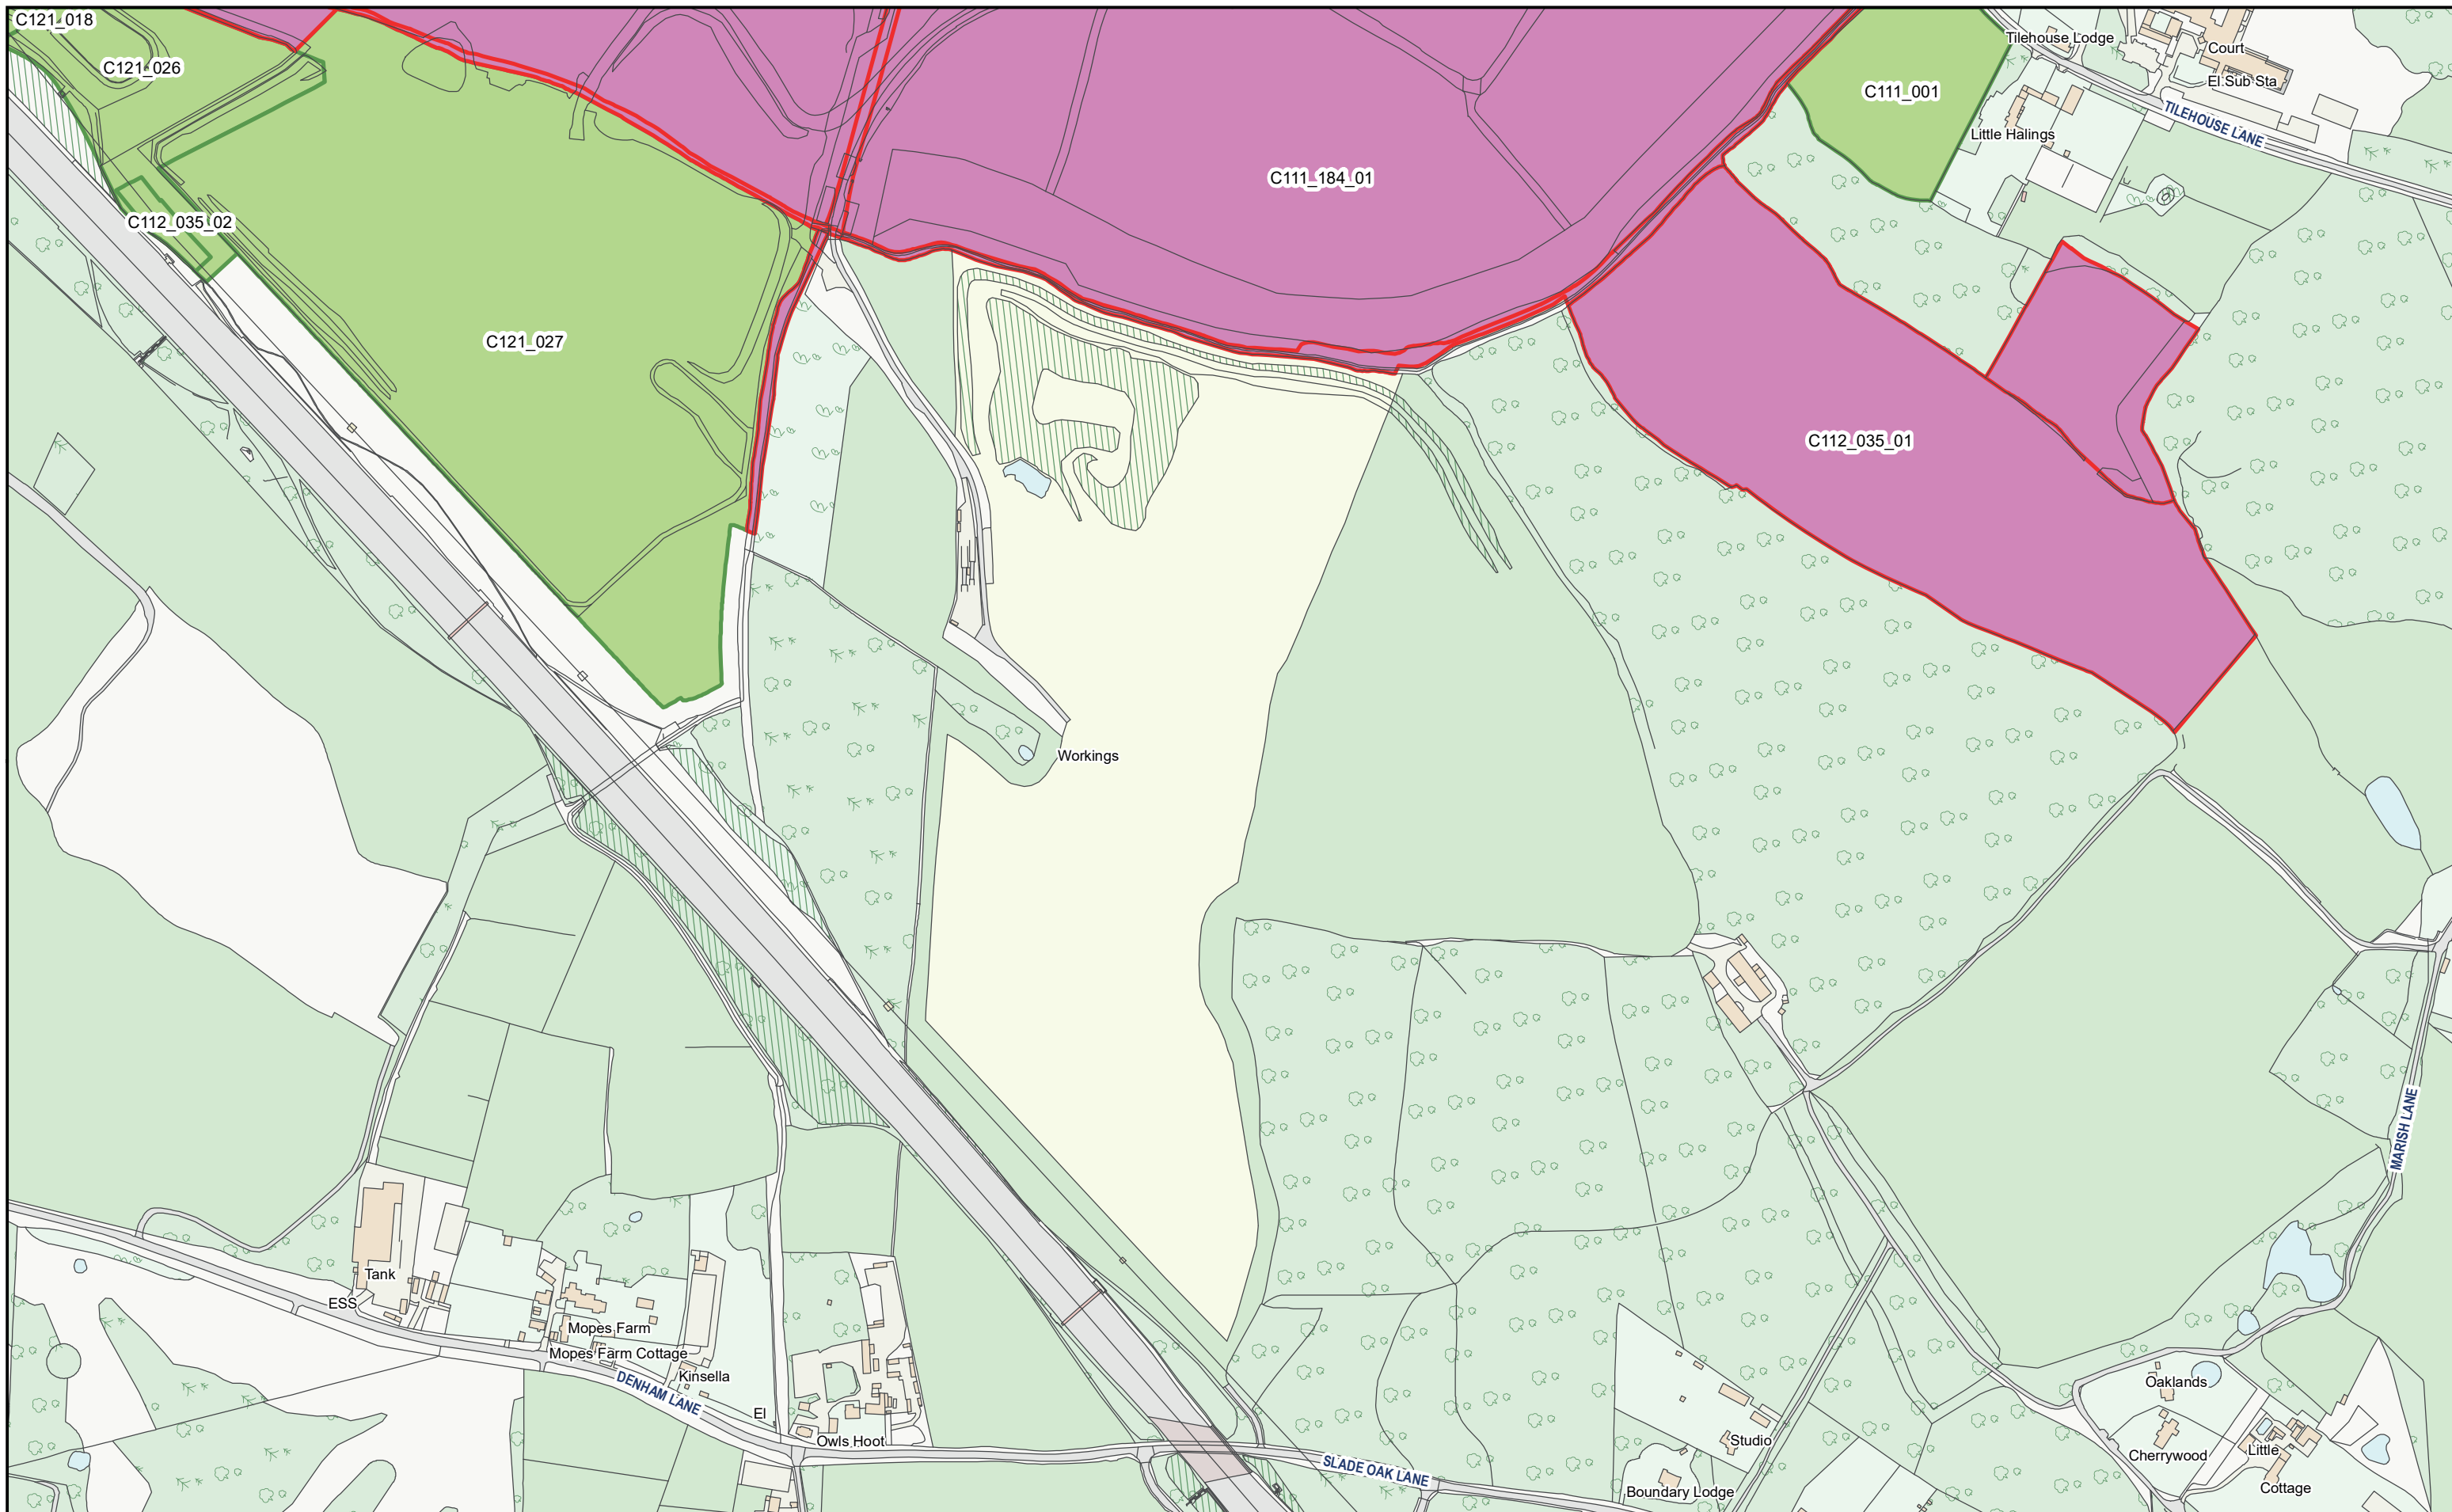 C121_018
Tilehouse Lodge
Court
C121_026
El Sub Sta
C111_001
TILEHOUSE LANE
Little Halings
C111_184_01
C112_035_02
C121_027
C112_035_01
Workings
MARISH LANE
Tank
ESS
Mopes Farm
Mopes Farm Cottage
Kinsella
DENHAM LANE
Oaklands
El
Owls Hoot
Studio
Little
Cherrywood
SLADE OAK LANE
Cottage
Boundary Lodge